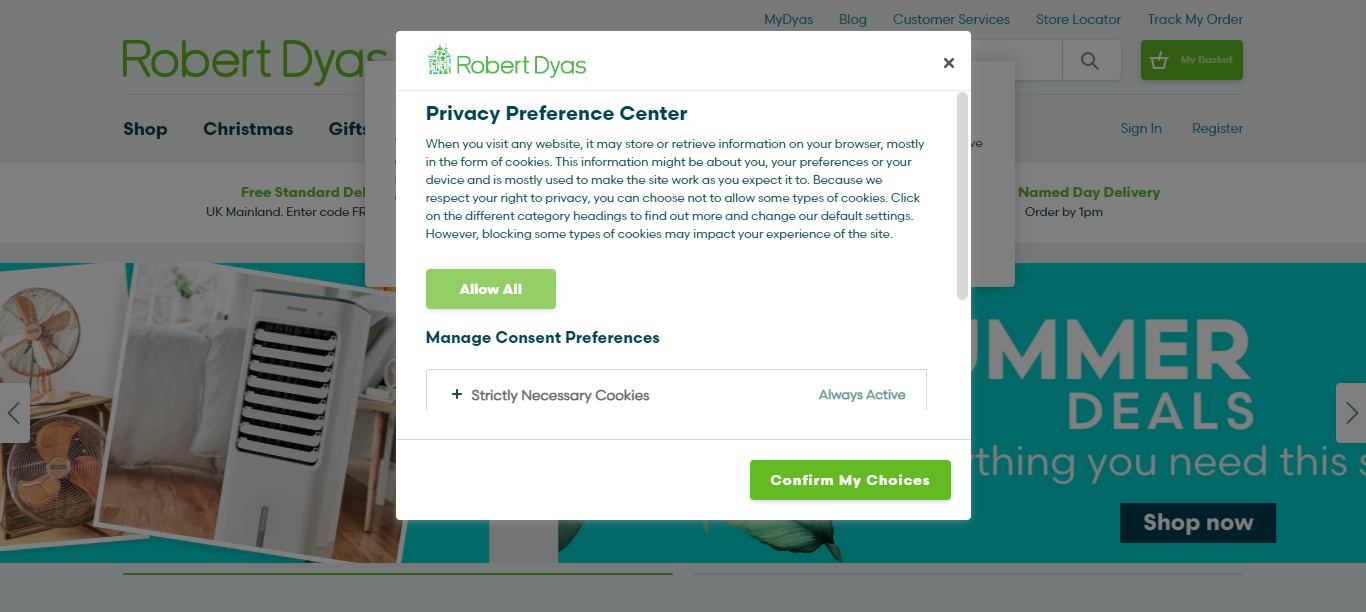 MyDyas Blog Customer Services Store Locator Track My Order
Robert Dyas
My Basket
Shop Christmas Gifts
Sign In Register
Free Standard Del
UK Mainland. Enter code FR
Named Day Delivery
Order by 1pm
Robert Dyas
Privacy Preference Center
When you visit any website, it may store or retrieve information on your browser, mostly
in the form of cookies. This information might be about you, your preferences or your
device and is mostly used to make the site work as you expect it to. Because we
respect your right to privacy, you can choose not to allow some types of cookies. Click
on the different category headings to find out more and change our default settings.
However, blocking some types of cookies may impact your experience of the site.
Allow All
Manage Consent Preferences
Strictly Necessary Cookies Always Active
Confirm My Choices
UMMER
DEALS
thing you need this s
Shop now